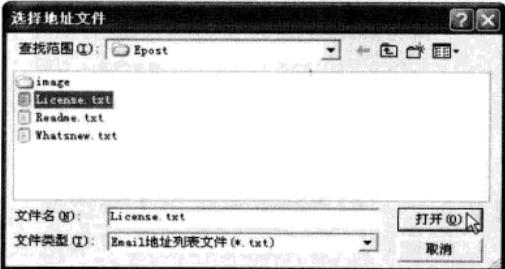 选择地址文件
查找范围(I): Epost
image
License.txt
Readme.txt
Whatsnew.txt
文件名(N): License.txt
打开(O)
文件类型(T): Email地址列表文件(*.txt)
取消